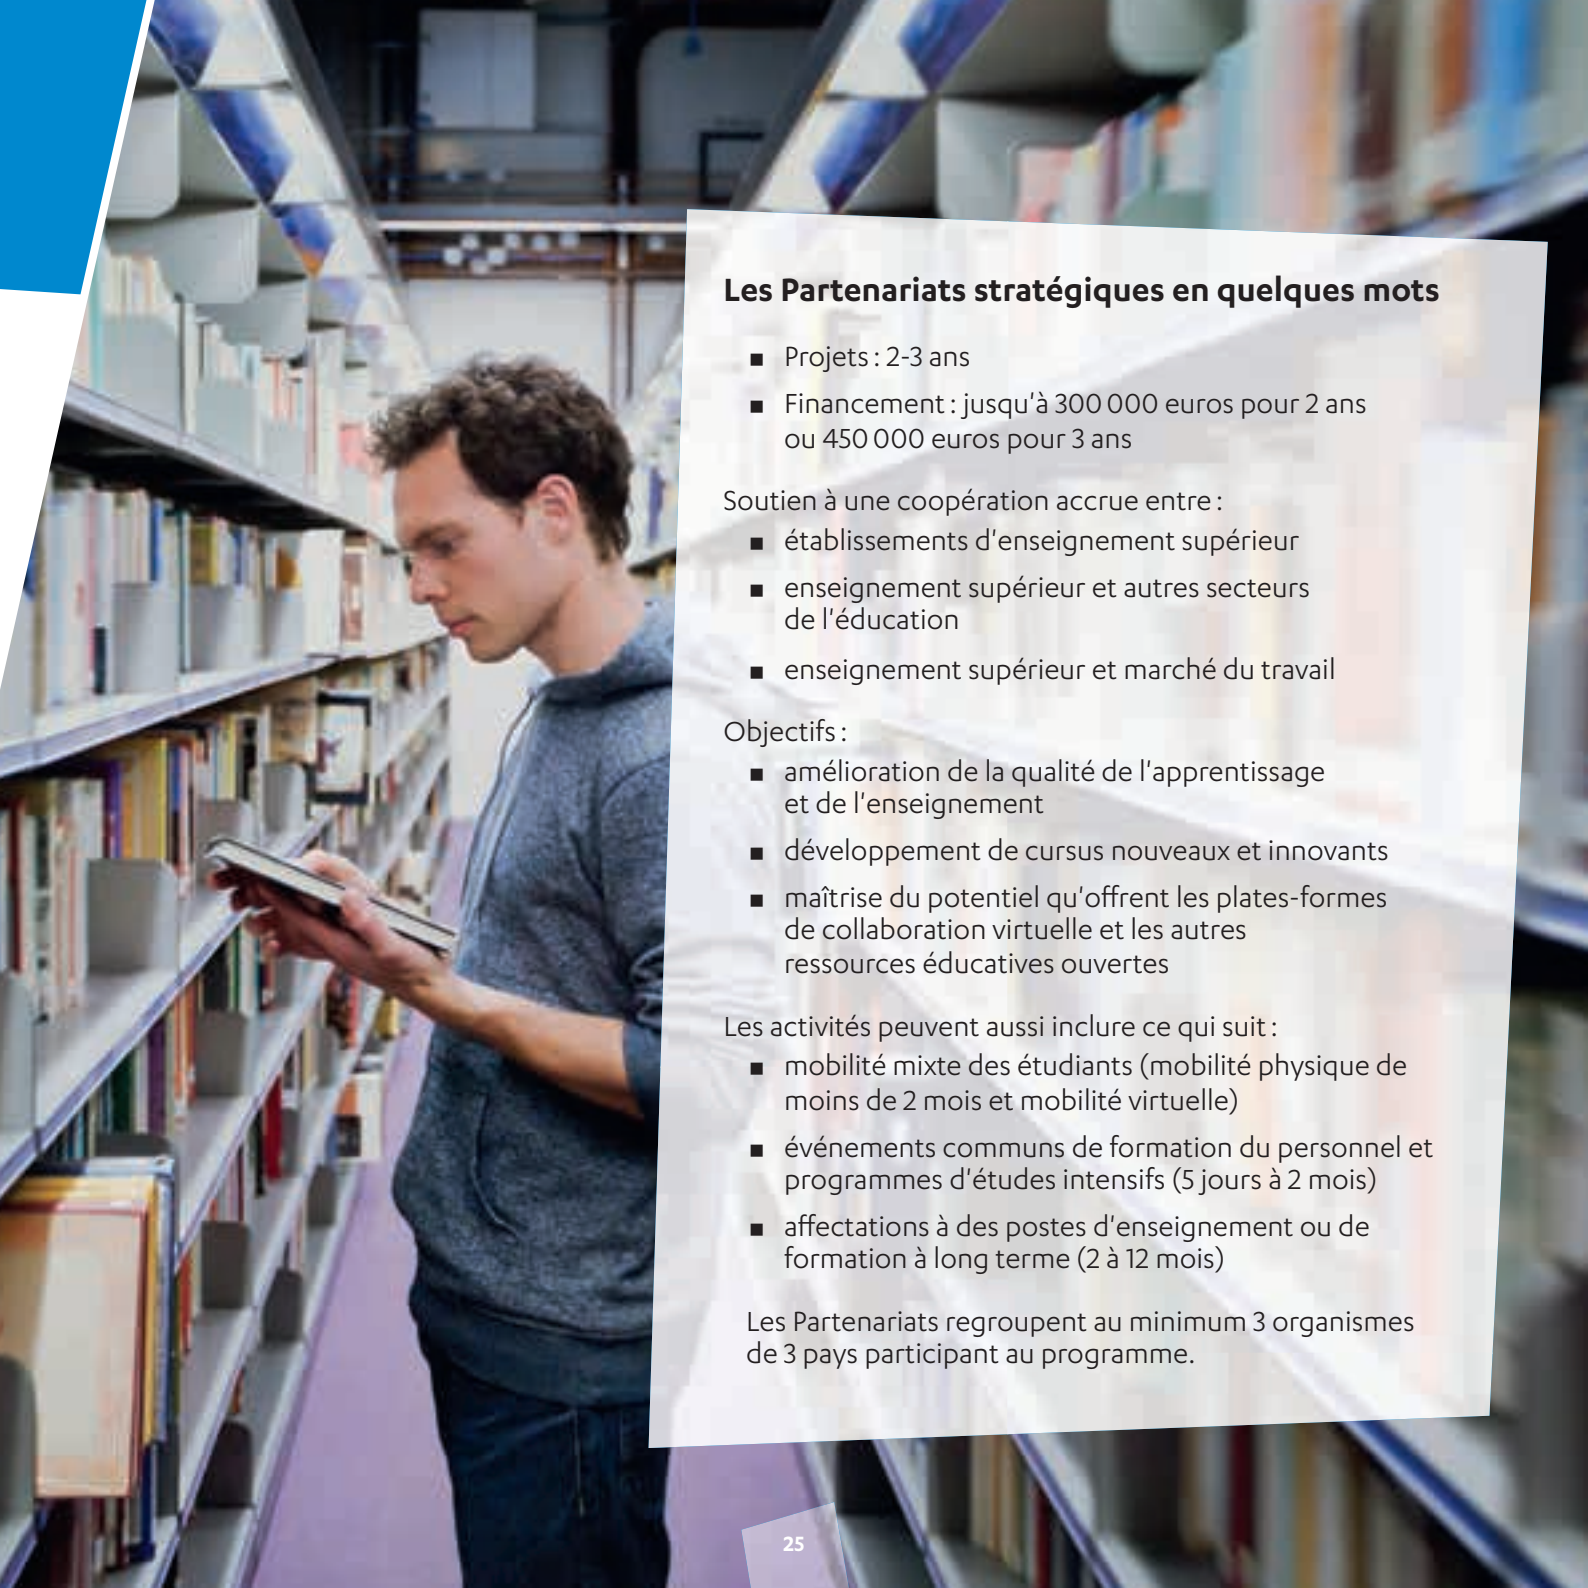 Les Partenariats stratégiques en quelques mots
■ Projets : 2-3 ans
■ Financement : jusqu'à 300 000 euros pour 2 ans
ou 450 000 euros pour 3 ans
Soutien à une coopération accrue entre :
■ établissements d'enseignement supérieur
■ enseignement supérieur et autres secteurs
de l'éducation
■ enseignement supérieur et marché du travail
Objectifs :
■ amélioration de la qualité de l'apprentissage
et de l'enseignement
■ développement de cursus nouveaux et innovants
■ maîtrise du potentiel qu'offrent les plates-formes
de collaboration virtuelle et les autres
ressources éducatives ouvertes
Les activités peuvent aussi inclure ce qui suit :
■ mobilité mixte des étudiants (mobilité physique de
moins de 2 mois et mobilité virtuelle)
■ événements communs de formation du personnel et
programmes d'études intensifs (5 jours à 2 mois)
■ affectations à des postes d'enseignement ou de
formation à long terme (2 à 12 mois)
Les Partenariats regroupent au minimum 3 organismes
de 3 pays participant au programme.
25